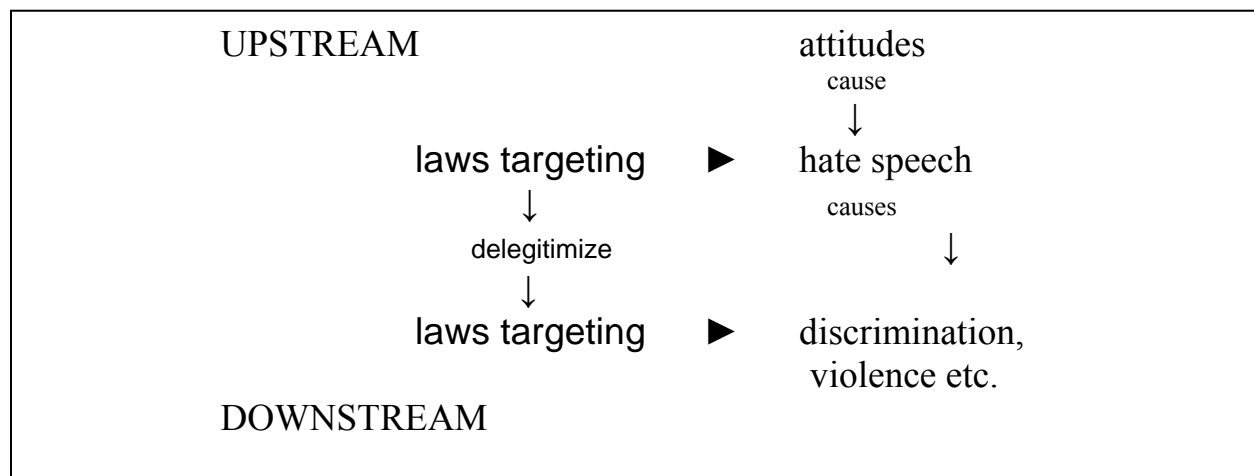 UPSTREAM attitudes
cause
↓
laws targeting ► hate speech
↓ causes
delegitimize ↓
↓
laws targeting ► discrimination,
violence etc.
DOWNSTREAM